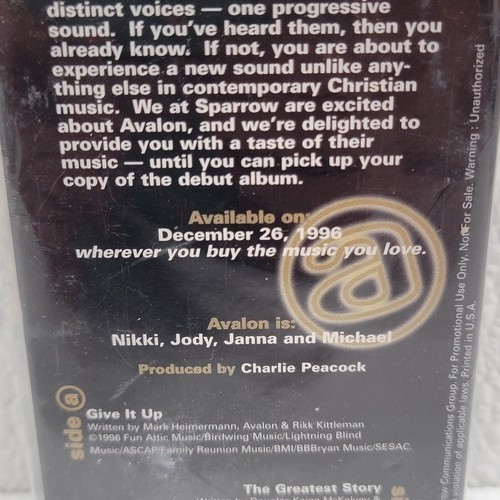 distinct voices — one progressive
sound. If you've heard them, then you
already know. If not, you are about to
experience a new sound unlike any-
thing else in contemporary Christian
music. We at Sparrow are excited
about Avalon, and we're delighted to
provide you with a taste of their
music — until you can pick up your
copy of the debut album.
Available on:
December 26, 1996
wherever you buy the music you love.
a
Avalon is:
Nikki, Jody, Janna and Michael
Produced by Charlie Peacock
side a
Give It Up
Written by Mark Heimermann, Avalon & Rikk Kittleman
©1996 Fun Attic Music/Birdwing Music/Lightning Blind
Music/ASCAP/Family Reunion Music/BMI/BBBryan Music/SESAC
The Greatest Story
Written by Douglas
Communications Group. For Promotional Use Only. Not For Sale. Warning : Unauthorized
violation of applicable laws. Printed in U.S.A.